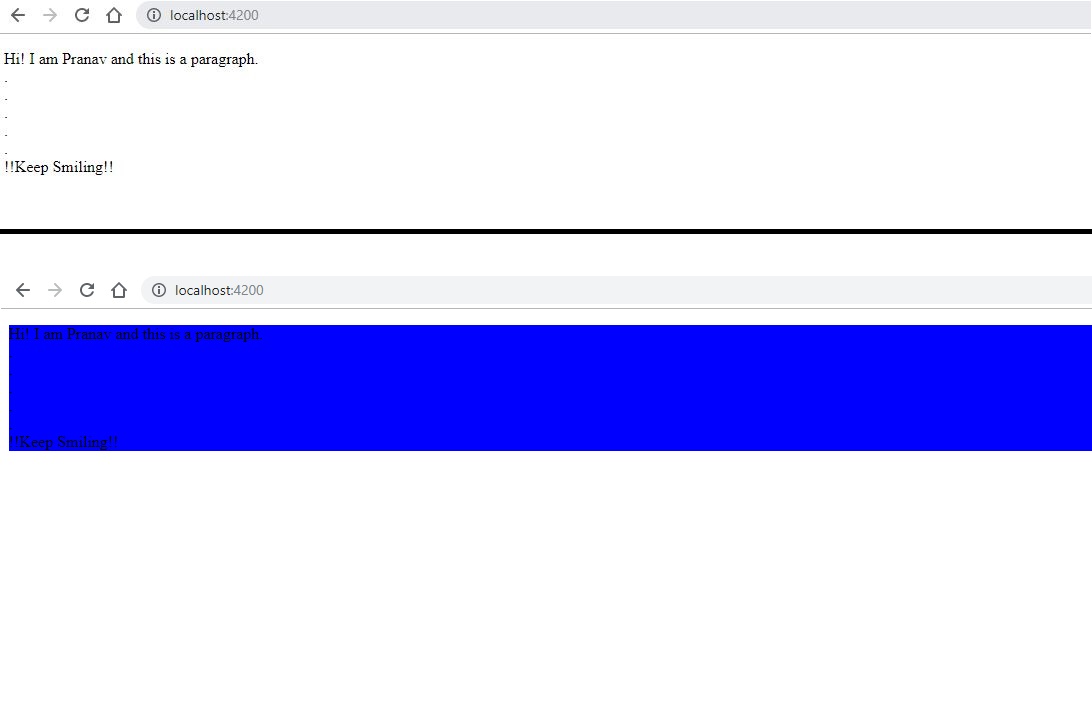 localhost:4200
Hi! I am Pranav and this is a paragraph.
.
.
.
.
.
!!Keep Smiling!!
localhost:4200
Hi! I am Pranav and this is a paragraph.
!!Keep Smiling!!